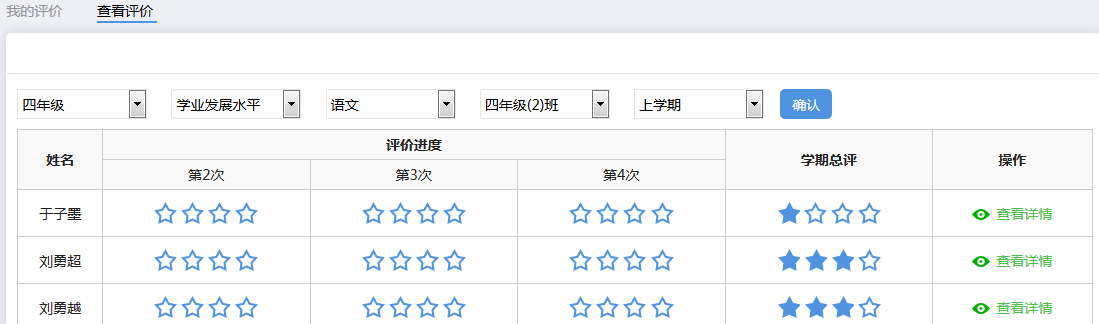 我的评价 查看评价
四年级 学业发展水平 语文 四年级(2)班 上学期 确认
姓名 评价进度 学期总评 操作
第2次 第3次 第4次
于子墨 查看详情
刘勇超 查看详情
刘勇越 查看详情